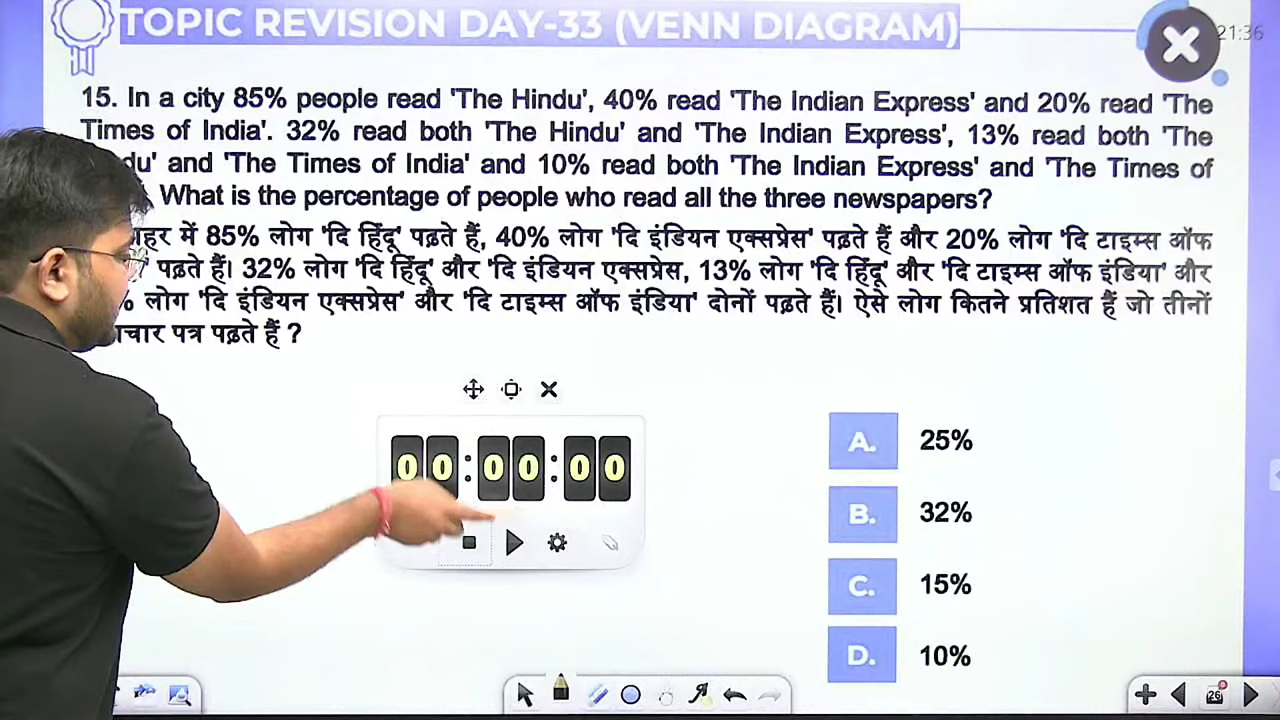 TOPIC REVISION DAY-33 (VENN DIAGRAM)
21:36
15. In a city 85% people read 'The Hindu', 40% read 'The Indian Express' and 20% read 'The
Times of India'. 32% read both 'The Hindu' and 'The Indian Express', 13% read both 'The
du' and 'The Times of India' and 10% read both 'The Indian Express' and 'The Times of
What is the percentage of people who read all the three newspapers?
में 85% लोग 'दि हिंदू' पढ़ते हैं, 40% लोग 'दि इंडियन एक्सप्रेस' पढ़ते हैं और 20% लोग 'दि टाइम्स ऑफ
पढ़ते हैं। 32% लोग 'दि हिंदू' और 'दि इंडियन एक्सप्रेस, 13% लोग 'दि हिंदू' और 'दि टाइम्स ऑफ इंडिया' और
% लोग 'दि इंडियन एक्सप्रेस' और 'दि टाइम्स ऑफ इंडिया' दोनों पढ़ते हैं। ऐसे लोग कितने प्रतिशत हैं जो तीनों
चार पत्र पढ़ते हैं ?
00:00:00
A. 25%
B. 32%
C. 15%
D. 10%
26